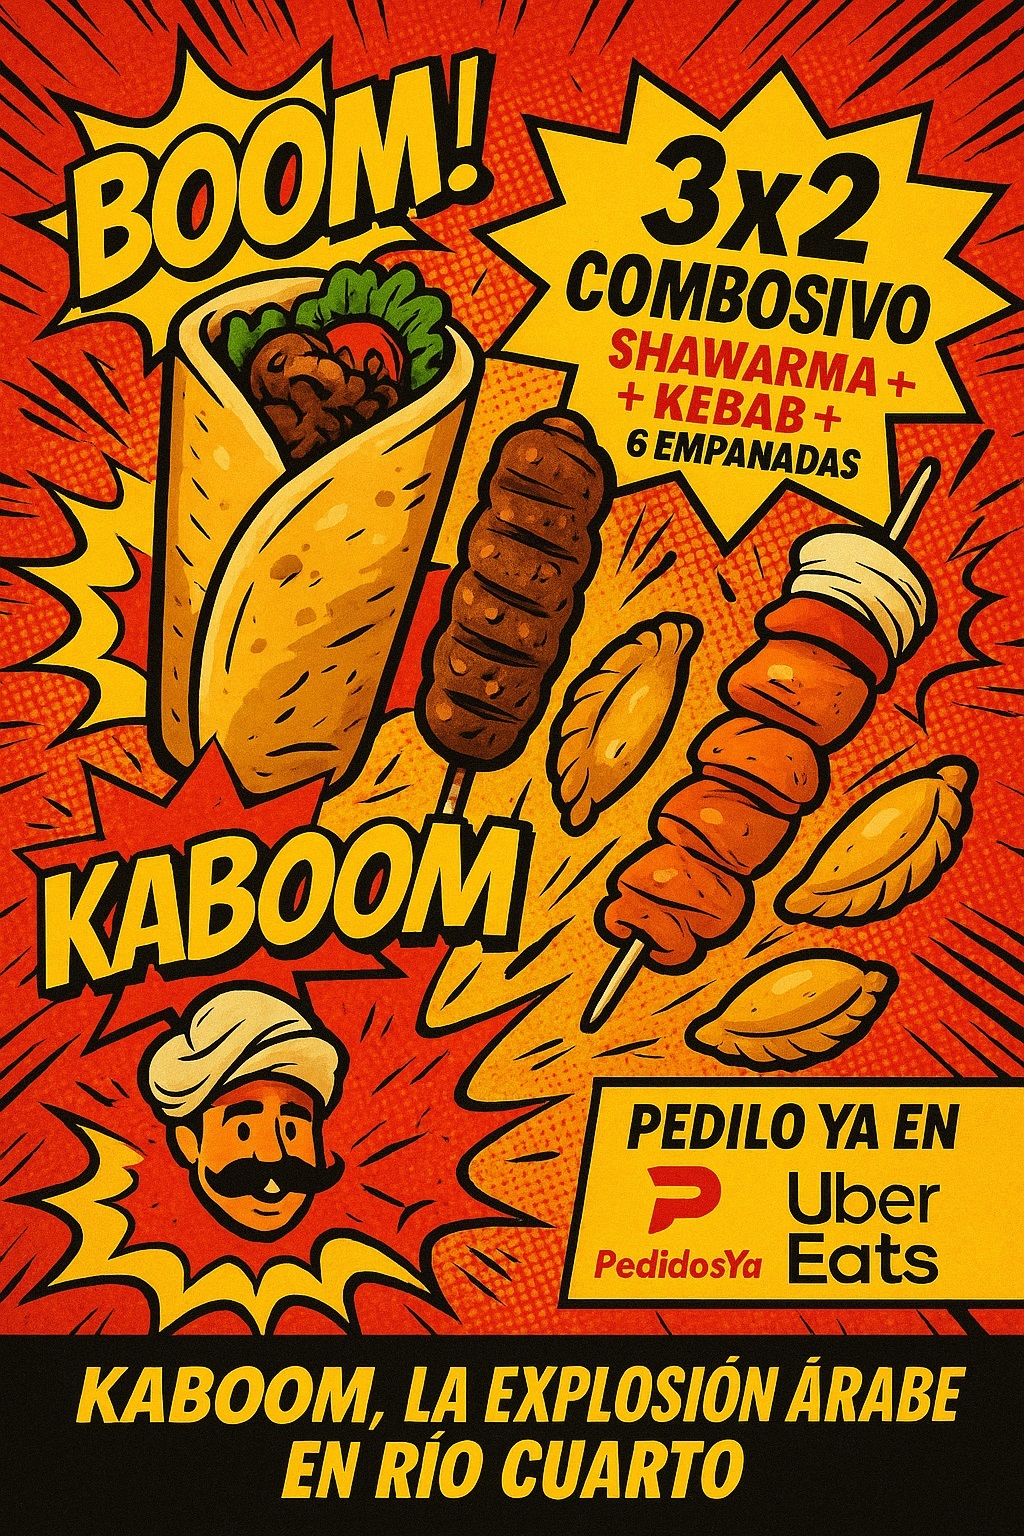 BOOM!
3x2
COMBOSIVO
SHAWARMA +
+ KEBAB +
6 EMPANADAS
KABOOM
PEDILO YA EN
PedidosYa
Uber
Eats
KABOOM, LA EXPLOSIÓN ÁRABE
EN RÍO CUARTO